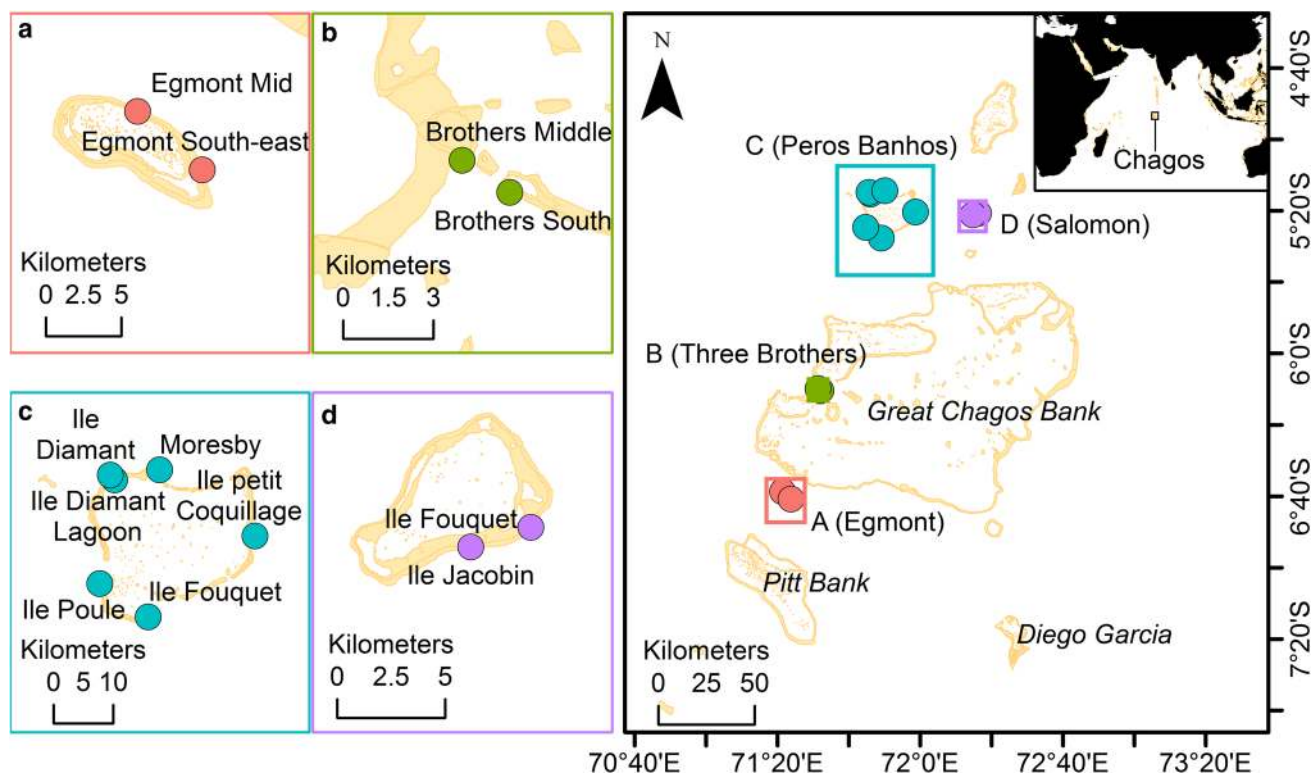 a
Egmont Mid
Egmont South-east
Kilometers
0 2.5 5
b
Brothers Middle
Brothers South
Kilometers
0 1.5 3
c
Ile
Diamant
Moresby
Ile petit
Coquillage
Ile Diamant
Lagoon
Ile Poule
Ile Fouquet
Kilometers
0 5 10
d
Ile Fouquet
Ile Jacobin
Kilometers
0 2.5 5
N
Chagos
C (Peros Banhos)
D (Salomon)
B (Three Brothers)
Great Chagos Bank
A (Egmont)
Pitt Bank
Diego Garcia
Kilometers
0 25 50
4°40'S
5°20'S
6°0'S
6°40'S
7°20'S
70°40'E 71°20'E 72°0'E 72°40'E 73°20'E